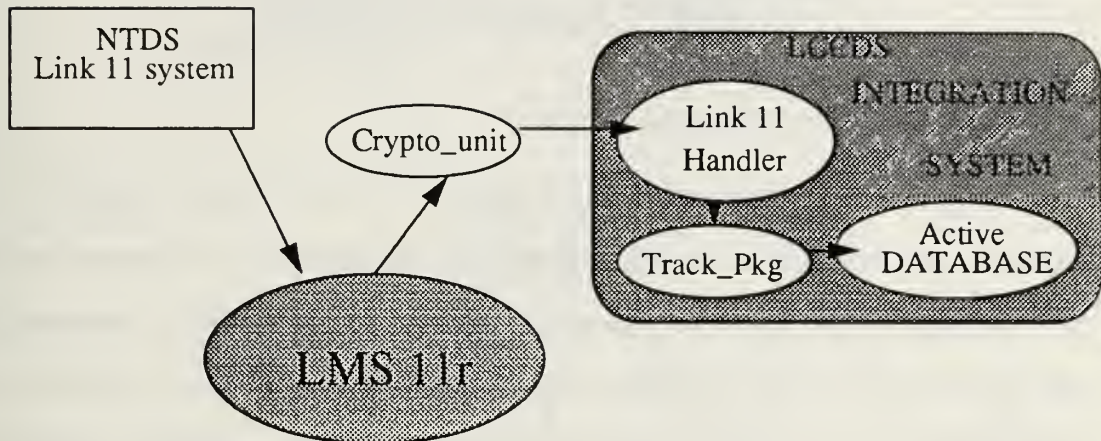 NTDS
Link 11 system
Crypto_unit
LMS 11r
LCCDS
INTEGRATION
SYSTEM
Link 11
Handler
Track_Pkg
Active
DATABASE